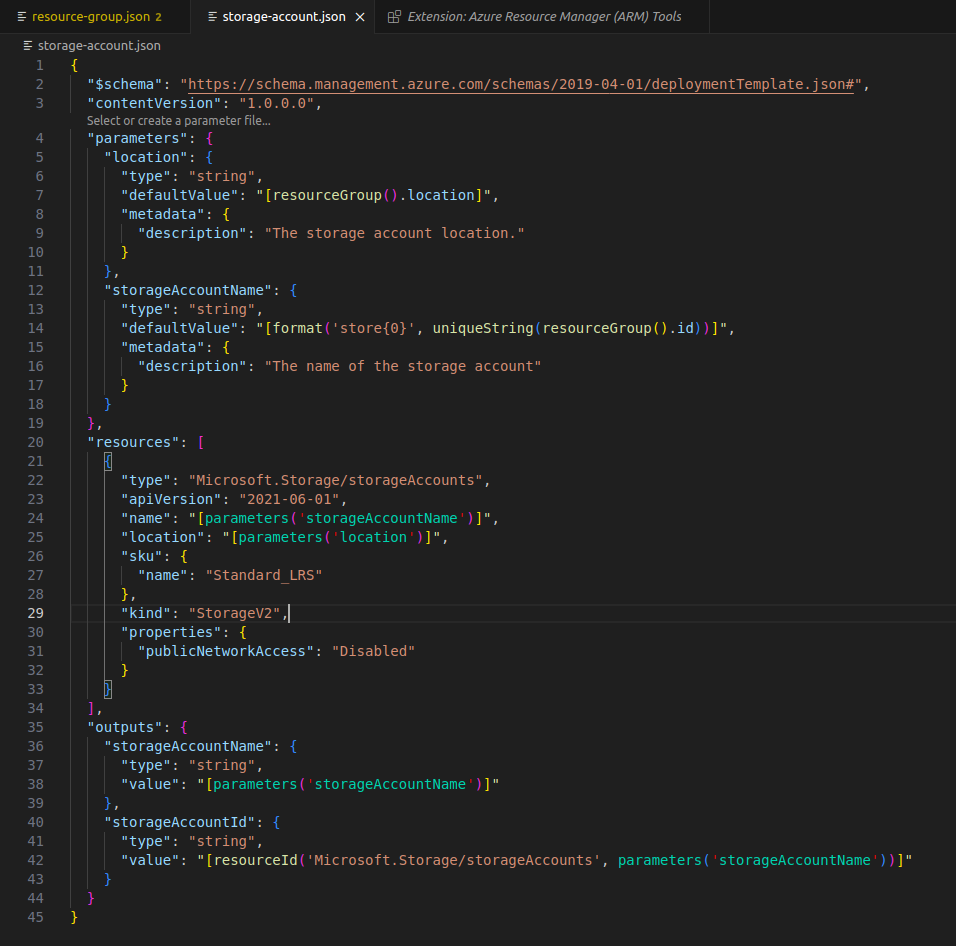 resource-group.json 2 storage-account.json Extension: Azure Resource Manager (ARM) Tools
storage-account.json
1 {
2 "$schema": "https://schema.management.azure.com/schemas/2019-04-01/deploymentTemplate.json#",
3 "contentVersion": "1.0.0.0",
Select or create a parameter file...
4 "parameters": {
5 "location": {
6 "type": "string",
7 "defaultValue": "[resourceGroup().location]",
8 "metadata": {
9 "description": "The storage account location."
10 }
11 },
12 "storageAccountName": {
13 "type": "string",
14 "defaultValue": "[format('store{0}', uniqueString(resourceGroup().id))]",
15 "metadata": {
16 "description": "The name of the storage account"
17 }
18 }
19 },
20 "resources": [
21 {
22 "type": "Microsoft.Storage/storageAccounts",
23 "apiVersion": "2021-06-01",
24 "name": "[parameters('storageAccountName')]",
25 "location": "[parameters('location')]",
26 "sku": {
27 "name": "Standard_LRS"
28 },
29 "kind": "StorageV2",
30 "properties": {
31 "publicNetworkAccess": "Disabled"
32 }
33 }
34 ],
35 "outputs": {
36 "storageAccountName": {
37 "type": "string",
38 "value": "[parameters('storageAccountName')]"
39 },
40 "storageAccountId": {
41 "type": "string",
42 "value": "[resourceId('Microsoft.Storage/storageAccounts', parameters('storageAccountName'))]"
43 }
44 }
45 }